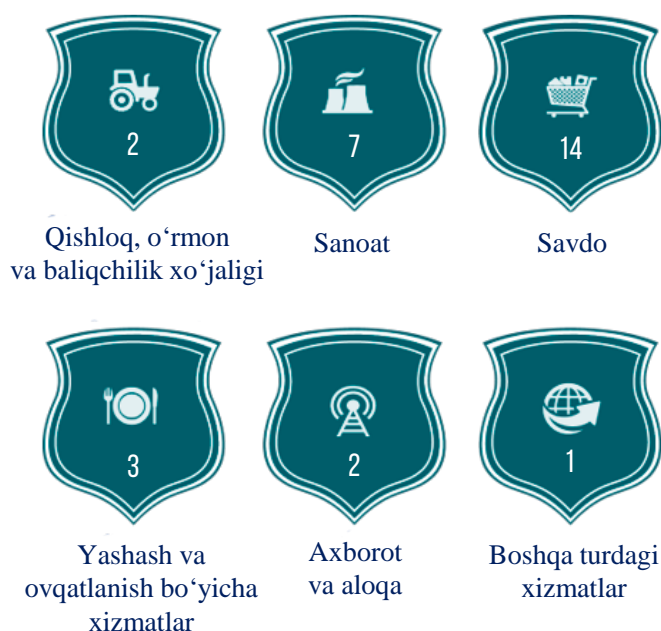 2
7
14
Qishloq, o‘rmon
va baliqchilik xo‘jaligi
Sanoat
Savdo
3
2
1
Yashash va
ovqatlanish bo‘yicha
xizmatlar
Axborot
va aloqa
Boshqa turdagi
xizmatlar